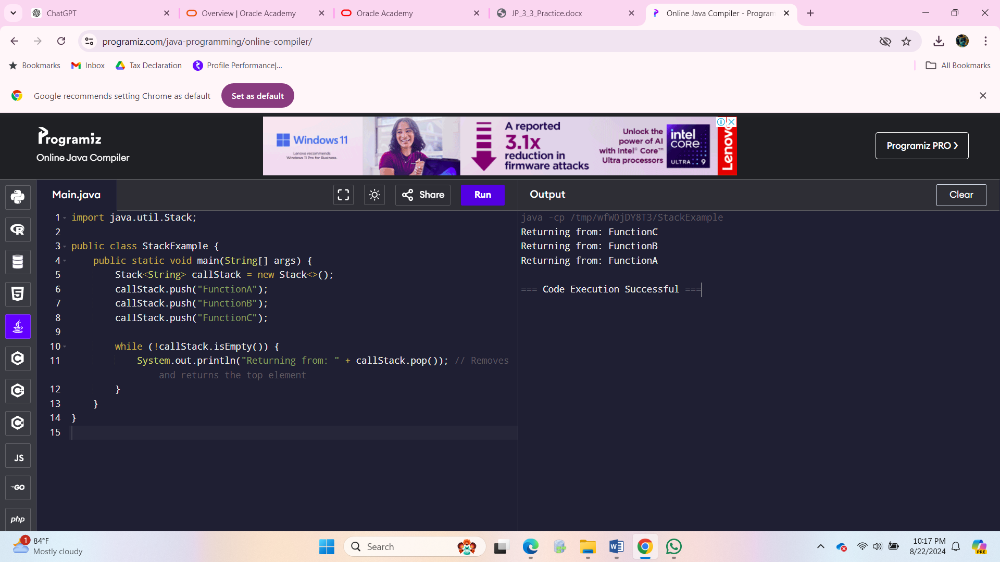 ChatGPT
Overview | Oracle Academy
Oracle Academy
JP_3_3_Practice.docx
Online Java Compiler - Program
programiz.com/java-programming/online-compiler/
Bookmarks
Inbox
Tax Declaration
Profile Performance|...
All Bookmarks
Google recommends setting Chrome as default
Set as default
Programiz
Online Java Compiler
Windows 11
Lenovo recommends
Windows 11 Pro for Business.
A reported
3.1x
reduction in
firmware attacks
Unlock the
power of AI
with Intel® Core™
Ultra processors
intel
CORE
ULTRA 9
Lenovo
Programiz PRO ❯
Main.java
Share
Run
Output
Clear
1 import java.util.Stack;
2
3 public class StackExample {
4 public static void main(String[] args) {
5 Stack<String> callStack = new Stack<>();
6 callStack.push("FunctionA");
7 callStack.push("FunctionB");
8 callStack.push("FunctionC");
9
10 while (!callStack.isEmpty()) {
11 System.out.println("Returning from: " + callStack.pop()); // Removes
and returns the top element
12 }
13 }
14 }
15
java -cp /tmp/wfW0jDY8T3/StackExample
Returning from: FunctionC
Returning from: FunctionB
Returning from: FunctionA
=== Code Execution Successful ===
JS
GO
php
1
84°F
Mostly cloudy
Search
10:17 PM
8/22/2024
PRE